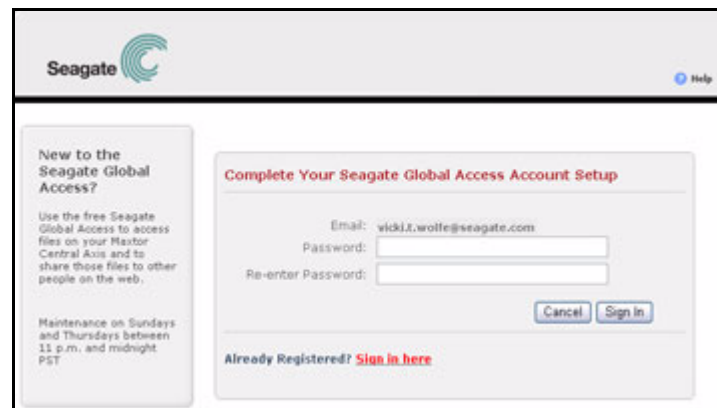 Seagate
Help
New to the
Seagate Global
Access?
Use the free Seagate
Global Access to access
files on your Maxtor
Central Axis and to
share those files to other
people on the web.
Maintenance on Sundays
and Thursdays between
11 p.m. and midnight
PST
Complete Your Seagate Global Access Account Setup
Email: vicki.t.wolfe@seagate.com
Password:
Re-enter Password:
Cancel Sign In
Already Registered? Sign in here